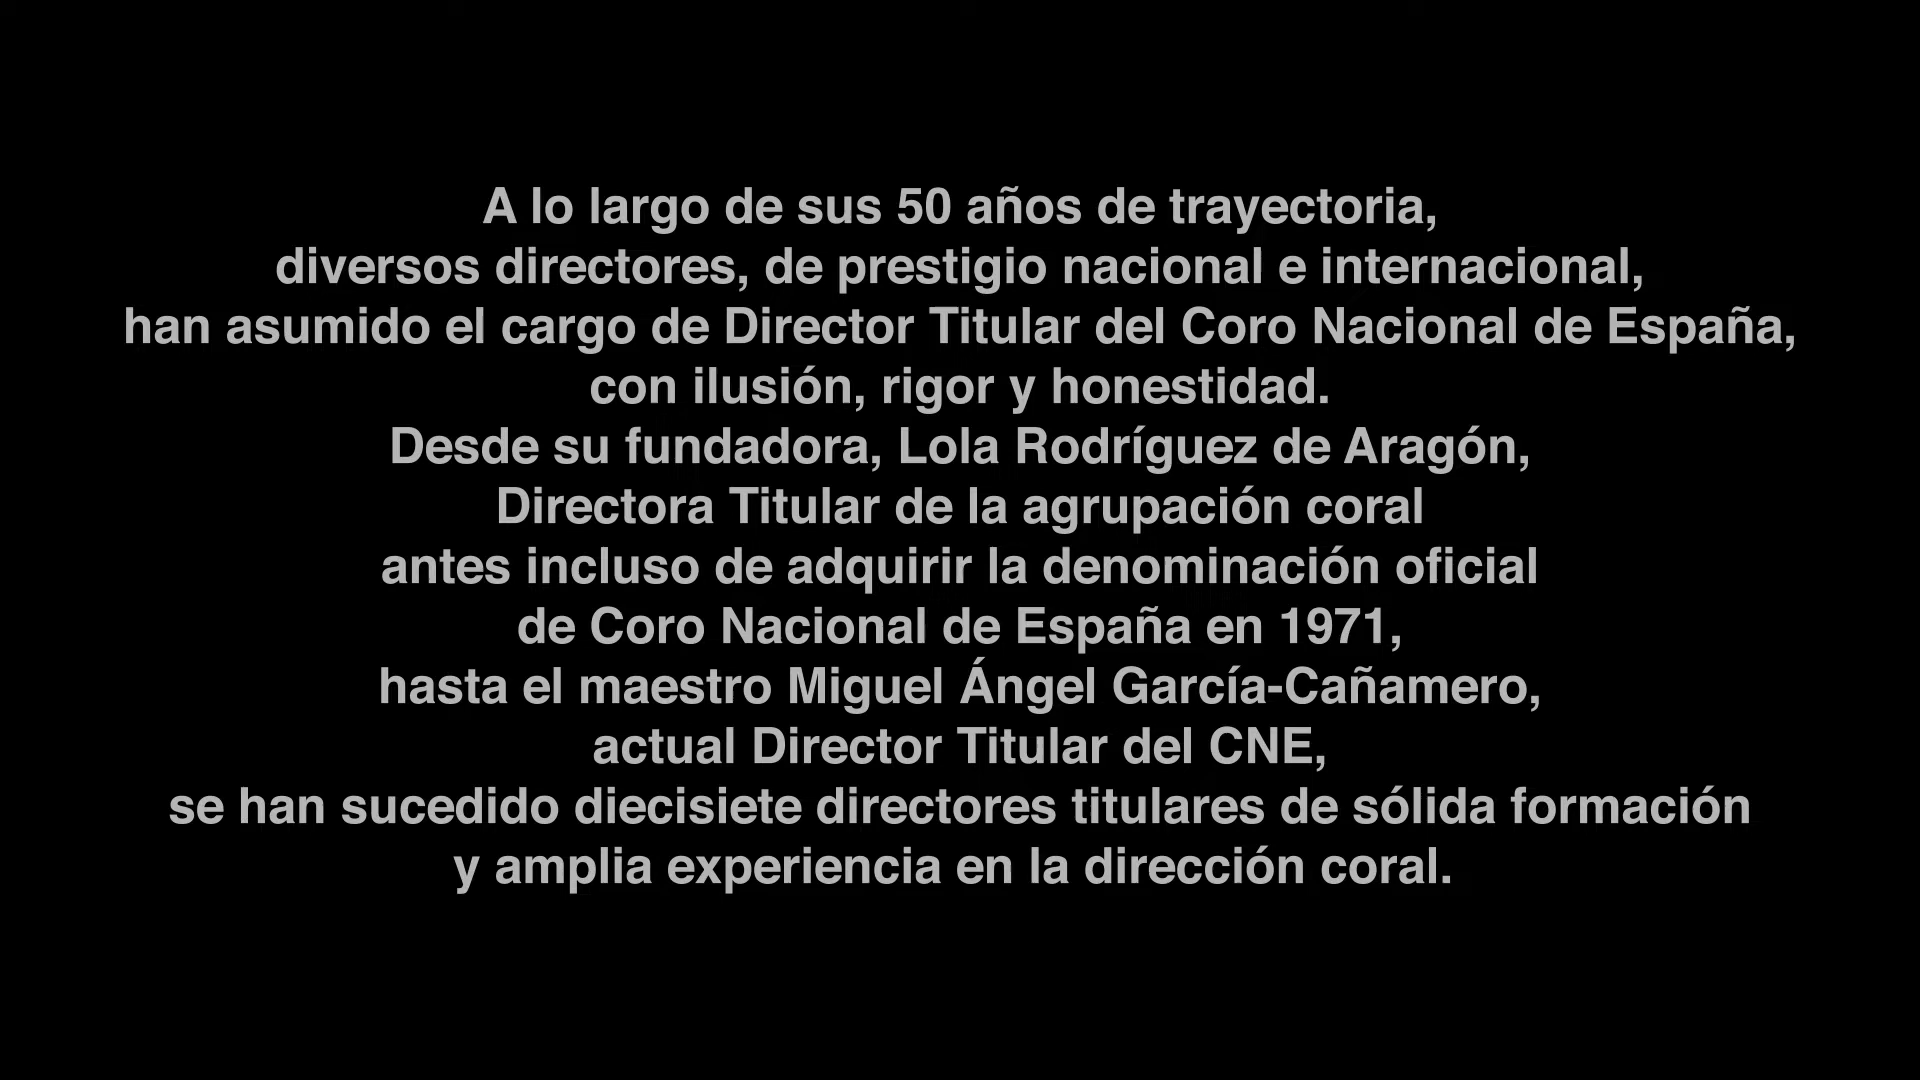 A lo largo de sus 50 años de trayectoria,
diversos directores, de prestigio nacional e internacional,
han asumido el cargo de Director Titular del Coro Nacional de España,
con ilusión, rigor y honestidad.
Desde su fundadora, Lola Rodríguez de Aragón,
Directora Titular de la agrupación coral
antes incluso de adquirir la denominación oficial
de Coro Nacional de España en 1971,
hasta el maestro Miguel Ángel García-Cañamero,
actual Director Titular del CNE,
se han sucedido diecisiete directores titulares de sólida formación
y amplia experiencia en la dirección coral.